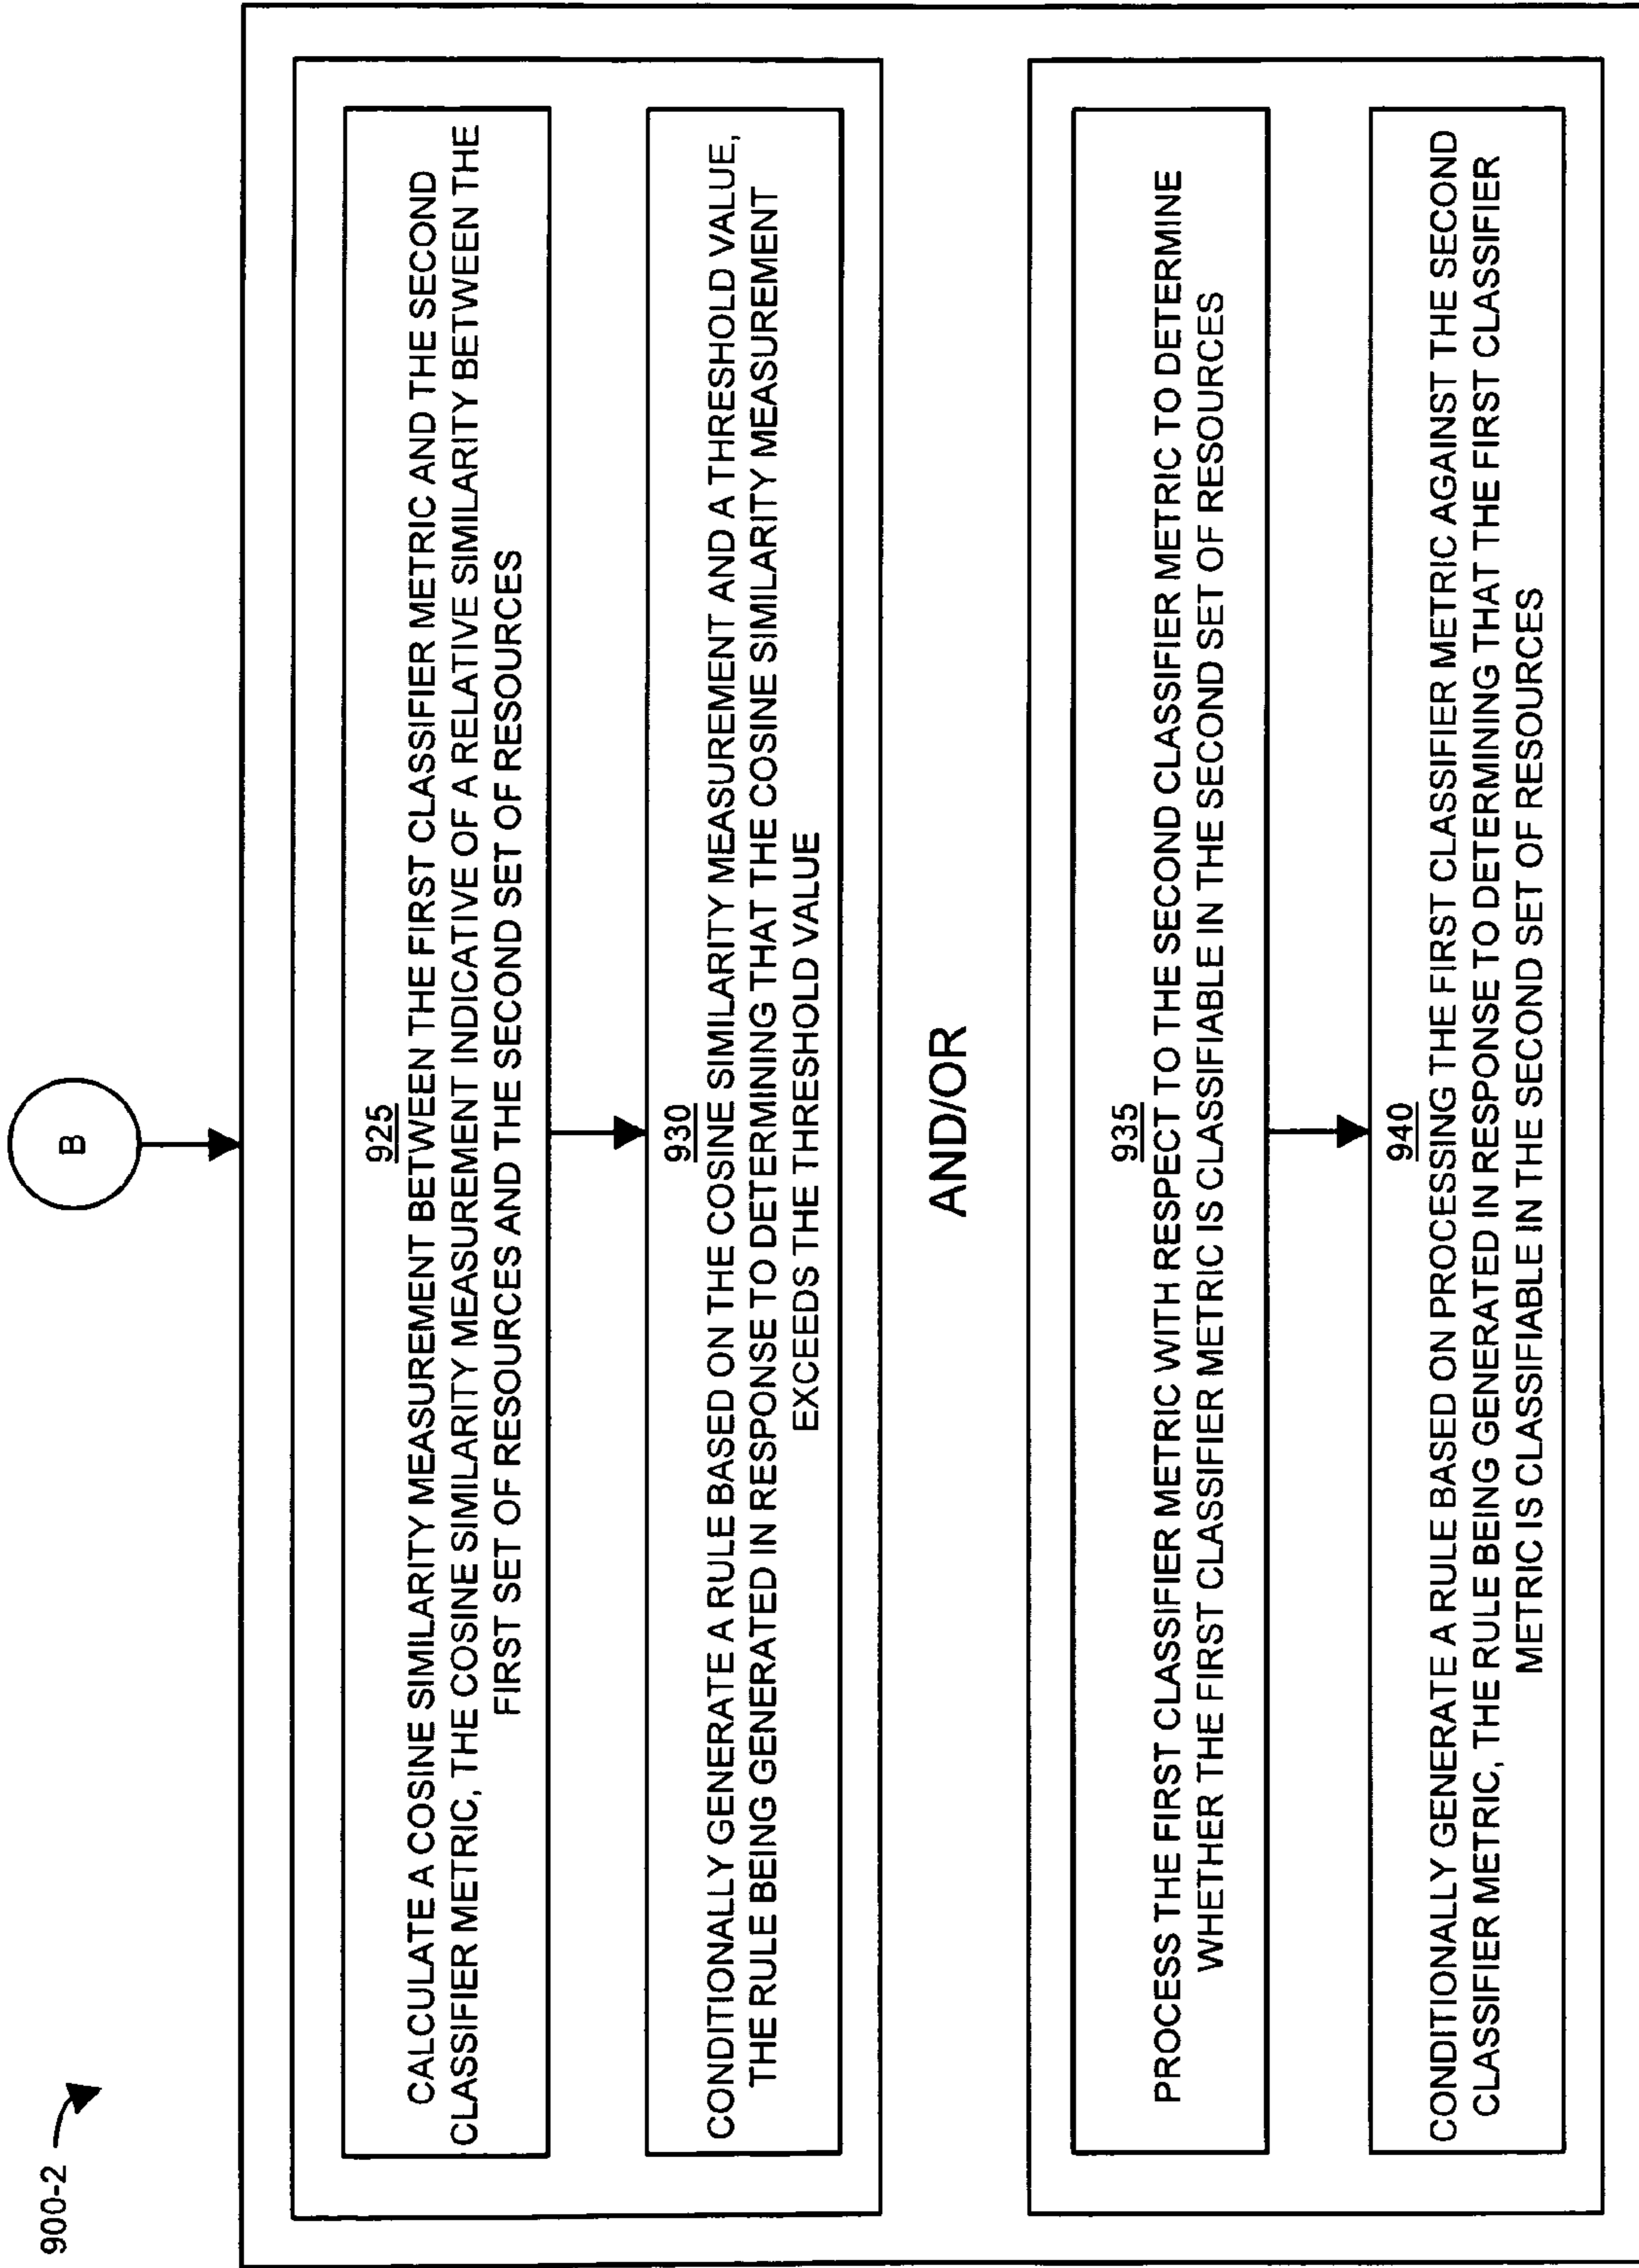 900-2
B
925
CALCULATE A COSINE SIMILARITY MEASUREMENT BETWEEN THE FIRST CLASSIFIER METRIC AND THE SECOND
CLASSIFIER METRIC, THE COSINE SIMILARITY MEASUREMENT INDICATIVE OF A RELATIVE SIMILARITY BETWEEN THE
FIRST SET OF RESOURCES AND THE SECOND SET OF RESOURCES
930
CONDITIONALLY GENERATE A RULE BASED ON THE COSINE SIMILARITY MEASUREMENT AND A THRESHOLD VALUE,
THE RULE BEING GENERATED IN RESPONSE TO DETERMINING THAT THE COSINE SIMILARITY MEASUREMENT
EXCEEDS THE THRESHOLD VALUE
AND/OR
935
PROCESS THE FIRST CLASSIFIER METRIC WITH RESPECT TO THE SECOND CLASSIFIER METRIC TO DETERMINE
WHETHER THE FIRST CLASSIFIER METRIC IS CLASSIFIABLE IN THE SECOND SET OF RESOURCES
940
CONDITIONALLY GENERATE A RULE BASED ON PROCESSING THE FIRST CLASSIFIER METRIC AGAINST THE SECOND
CLASSIFIER METRIC, THE RULE BEING GENERATED IN RESPONSE TO DETERMINING THAT THE FIRST CLASSIFIER
METRIC IS CLASSIFIABLE IN THE SECOND SET OF RESOURCES